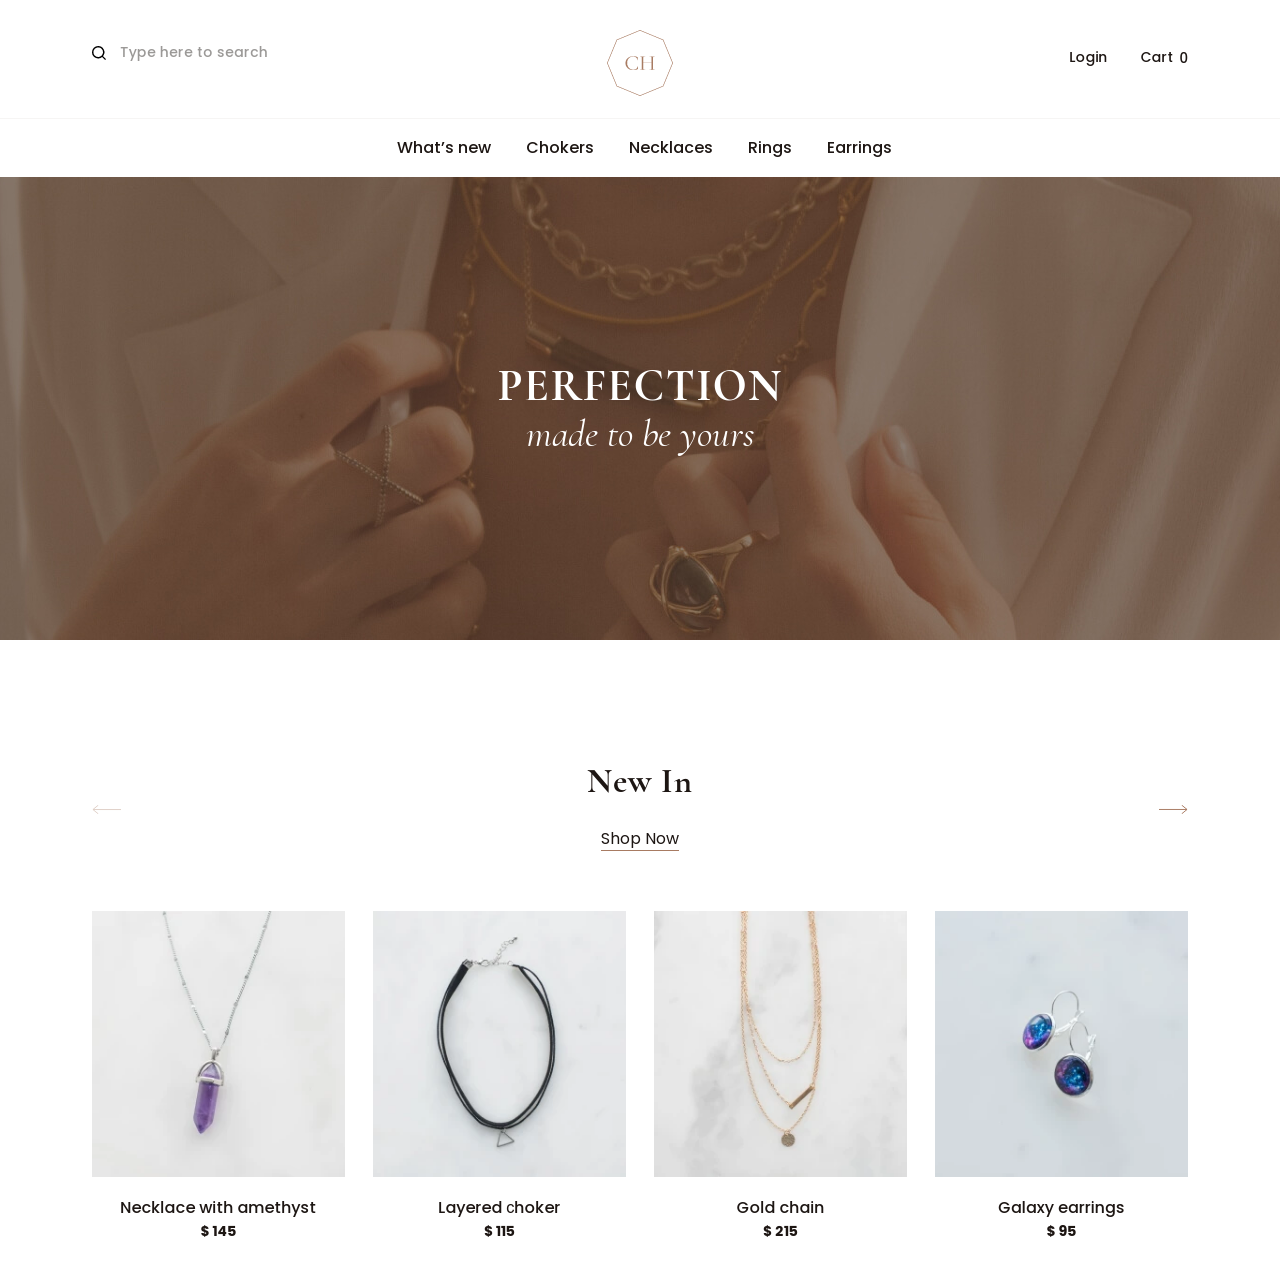 Type here to search
CH
Login
Cart 0
What’s new
Chokers
Necklaces
Rings
Earrings
PERFECTION
made to be yours
New In
Shop Now
Necklace with amethyst
$ 145
Layered choker
$ 115
Gold chain
$ 215
Galaxy earrings
$ 95